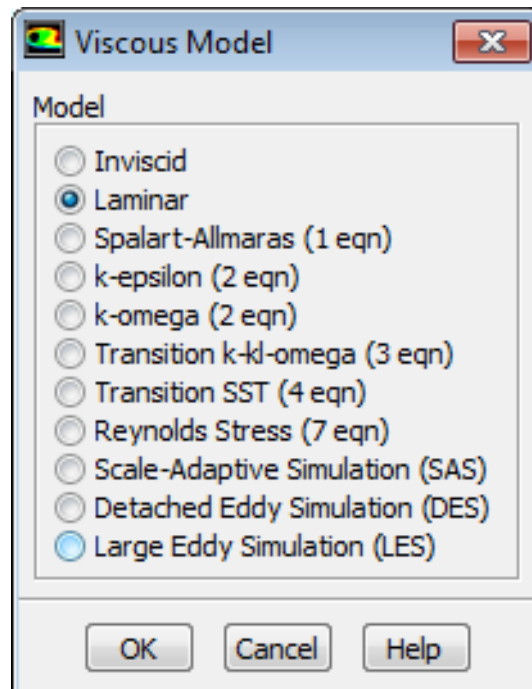 Viscous Model
Model
Inviscid
Laminar
Spalart-Allmaras (1 eqn)
k-epsilon (2 eqn)
k-omega (2 eqn)
Transition k-kl-omega (3 eqn)
Transition SST (4 eqn)
Reynolds Stress (7 eqn)
Scale-Adaptive Simulation (SAS)
Detached Eddy Simulation (DES)
Large Eddy Simulation (LES)
OK Cancel Help